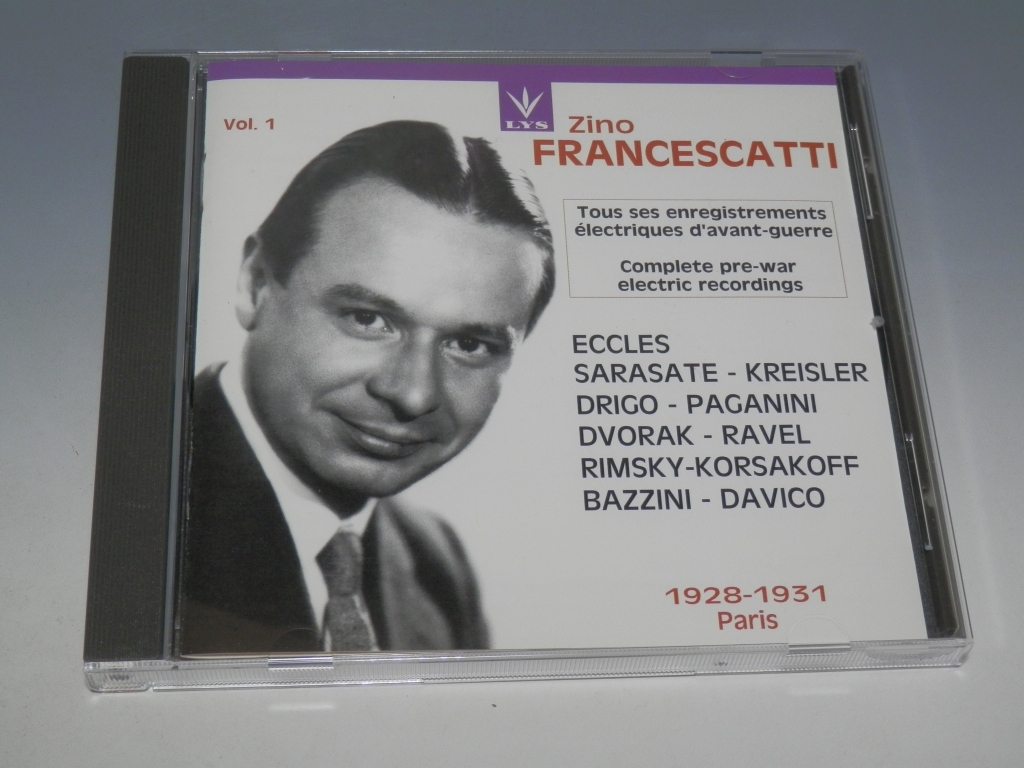 Vol. 1
LYS
Zino
FRANCESCATTI
Tous ses enregistrements
électriques d'avant-guerre
Complete pre-war
electric recordings
ECCLES
SARASATE - KREISLER
DRIGO - PAGANINI
DVORAK - RAVEL
RIMSKY-KORSAKOFF
BAZZINI - DAVICO
1928-1931
Paris